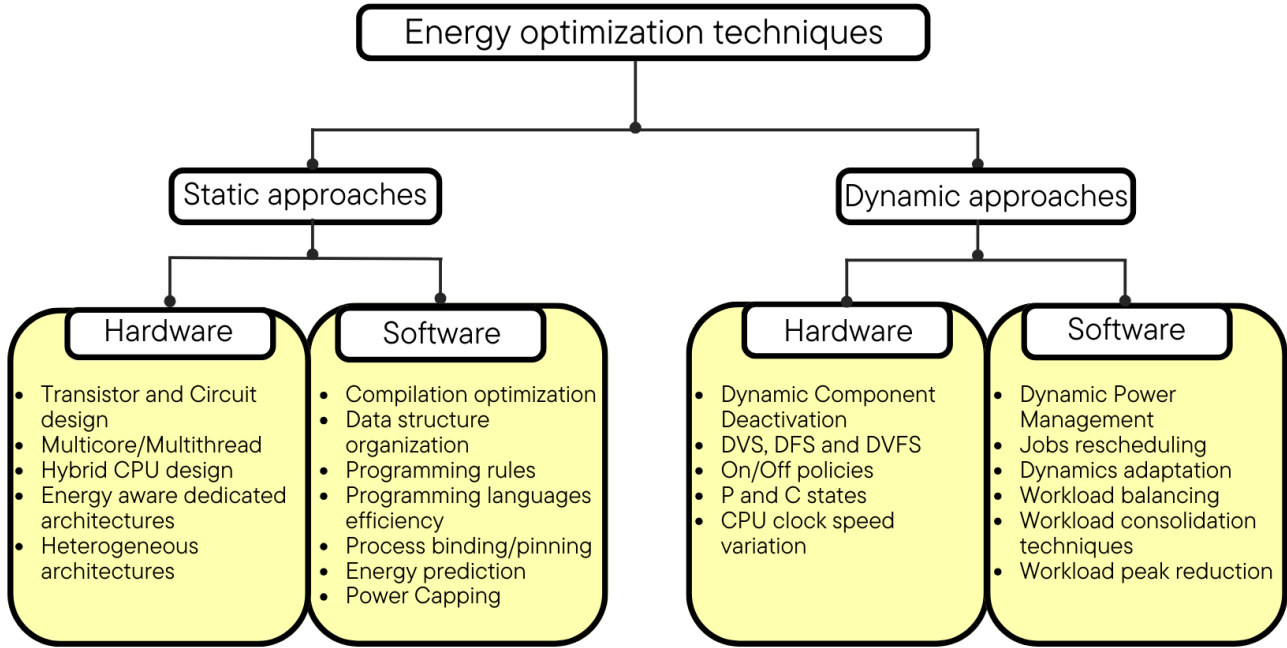 Energy optimization techniques
Static approaches
Dynamic approaches
Hardware
• Transistor and Circuit
design
• Multicore/Multithread
• Hybrid CPU design
• Energy aware dedicated
architectures
• Heterogeneous
architectures
Software
• Compilation optimization
• Data structure
organization
• Programming rules
• Programming languages
efficiency
• Process binding/pinning
• Energy prediction
• Power Capping
Hardware
• Dynamic Component
Deactivation
• DVS, DFS and DVFS
• On/Off policies
• P and C states
• CPU clock speed
variation
Software
• Dynamic Power
Management
• Jobs rescheduling
• Dynamics adaptation
• Workload balancing
• Workload consolidation
techniques
• Workload peak reduction